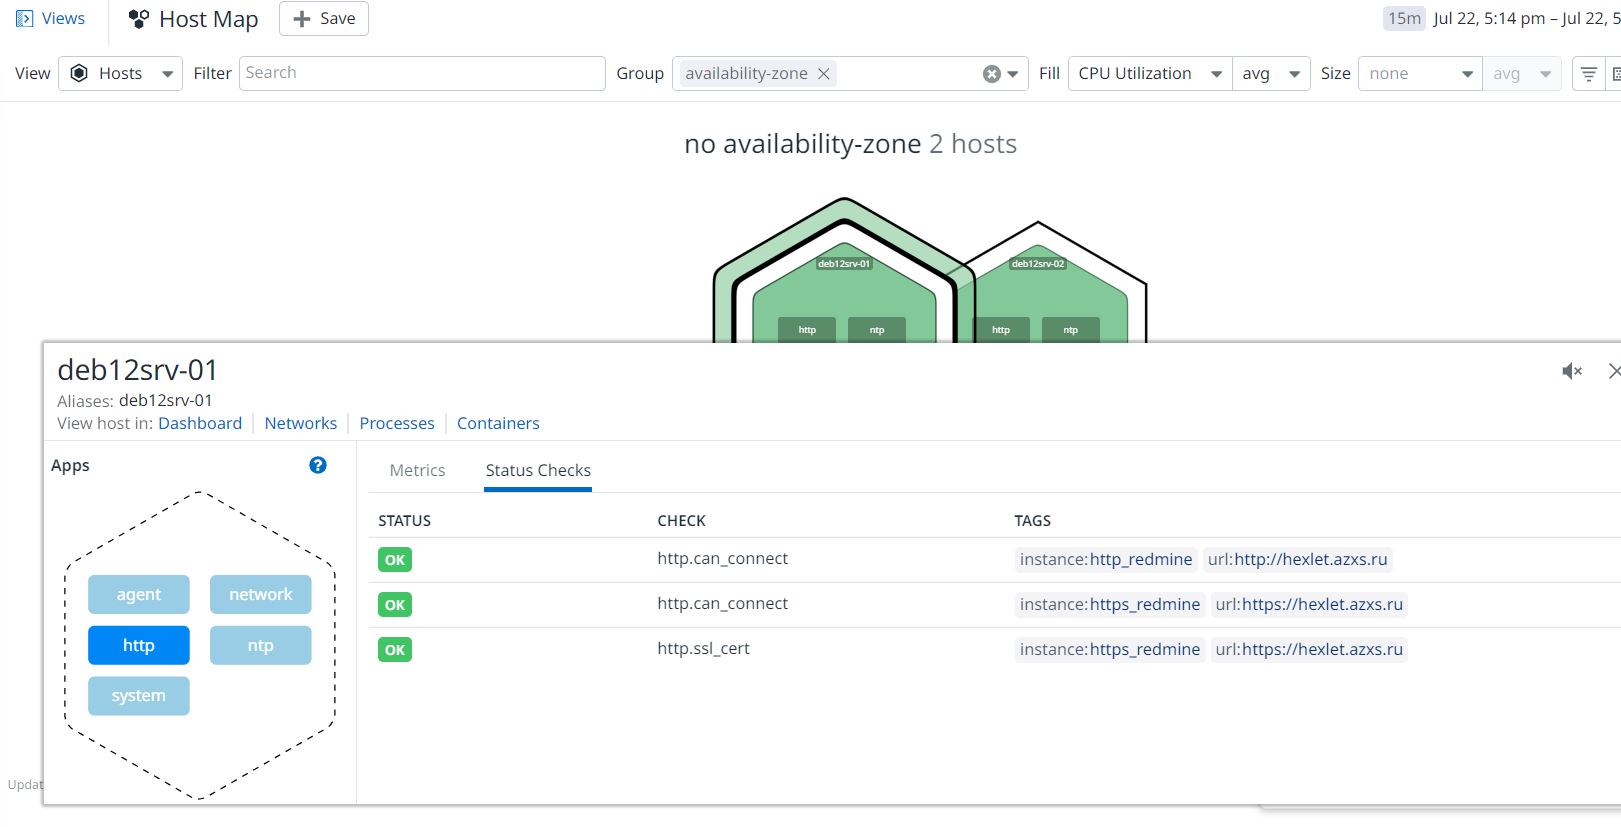 Views Host Map + Save 15m Jul 22, 5:14 pm – Jul 22, 5
View Hosts Filter Search Group availability-zone Fill CPU Utilization avg Size none avg
no availability-zone 2 hosts
deb12srv-01 deb12srv-02
http ntp http ntp
deb12srv-01
Aliases: deb12srv-01
View host in: Dashboard Networks Processes Containers
Apps ?
agent network
http ntp
system
Metrics Status Checks
STATUS CHECK TAGS
OK http.can_connect instance:http_redmine url:http://hexlet.azxs.ru
OK http.can_connect instance:https_redmine url:https://hexlet.azxs.ru
OK http.ssl_cert instance:https_redmine url:https://hexlet.azxs.ru
Updat